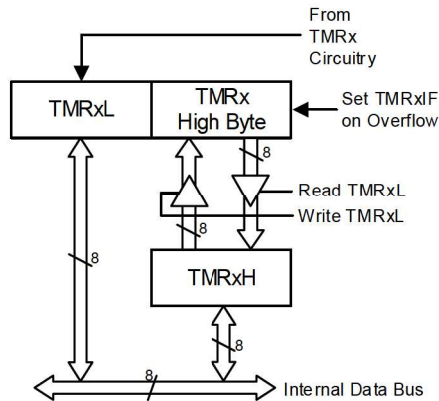 From
TMRx
Circuitry
TMRxL
TMRx
High Byte
Set TMRxIF
on Overflow
8
Read TMRxL
Write TMRxL
8
8
TMRxH
8
8
Internal Data Bus